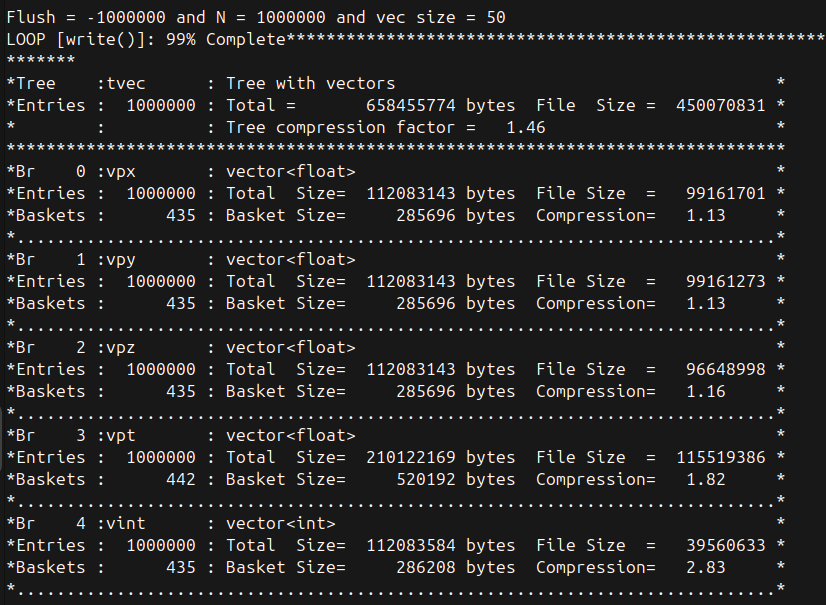 Flush = -1000000 and N = 1000000 and vec size = 50
LOOP [write()]: 99% Complete******************************************************
*******
*Tree    :tvec      : Tree with vectors                                      *
*Entries :  1000000 : Total =       658455774 bytes  File  Size =  450070831 *
*        :          : Tree compression factor =   1.46                       *
******************************************************************************
*Br    0 :vpx       : vector<float>                                          *
*Entries :  1000000 : Total  Size=  112083143 bytes  File Size  =   99161701 *
*Baskets :      435 : Basket Size=     285696 bytes  Compression=   1.13     *
*............................................................................*
*Br    1 :vpy       : vector<float>                                          *
*Entries :  1000000 : Total  Size=  112083143 bytes  File Size  =   99161273 *
*Baskets :      435 : Basket Size=     285696 bytes  Compression=   1.13     *
*............................................................................*
*Br    2 :vpz       : vector<float>                                          *
*Entries :  1000000 : Total  Size=  112083143 bytes  File Size  =   96648998 *
*Baskets :      435 : Basket Size=     285696 bytes  Compression=   1.16     *
*............................................................................*
*Br    3 :vpt       : vector<float>                                          *
*Entries :  1000000 : Total  Size=  210122169 bytes  File Size  =  115519386 *
*Baskets :      442 : Basket Size=     520192 bytes  Compression=   1.82     *
*............................................................................*
*Br    4 :vint      : vector<int>                                            *
*Entries :  1000000 : Total  Size=  112083584 bytes  File Size  =   39560633 *
*Baskets :      435 : Basket Size=     286208 bytes  Compression=   2.83     *
*............................................................................*